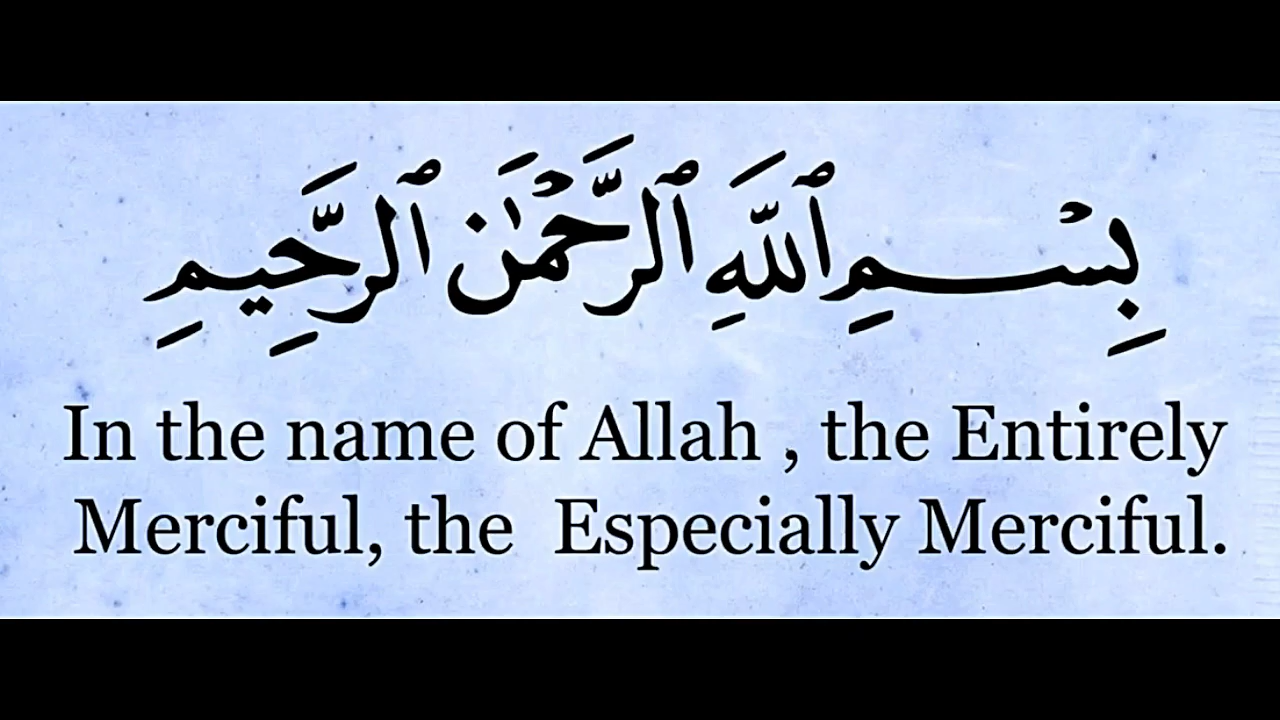 بِسْمِ ٱللَّهِ ٱلرَّحْمَٰنِ ٱلرَّحِيمِ
In the name of Allah , the Entirely
Merciful, the  Especially Merciful.